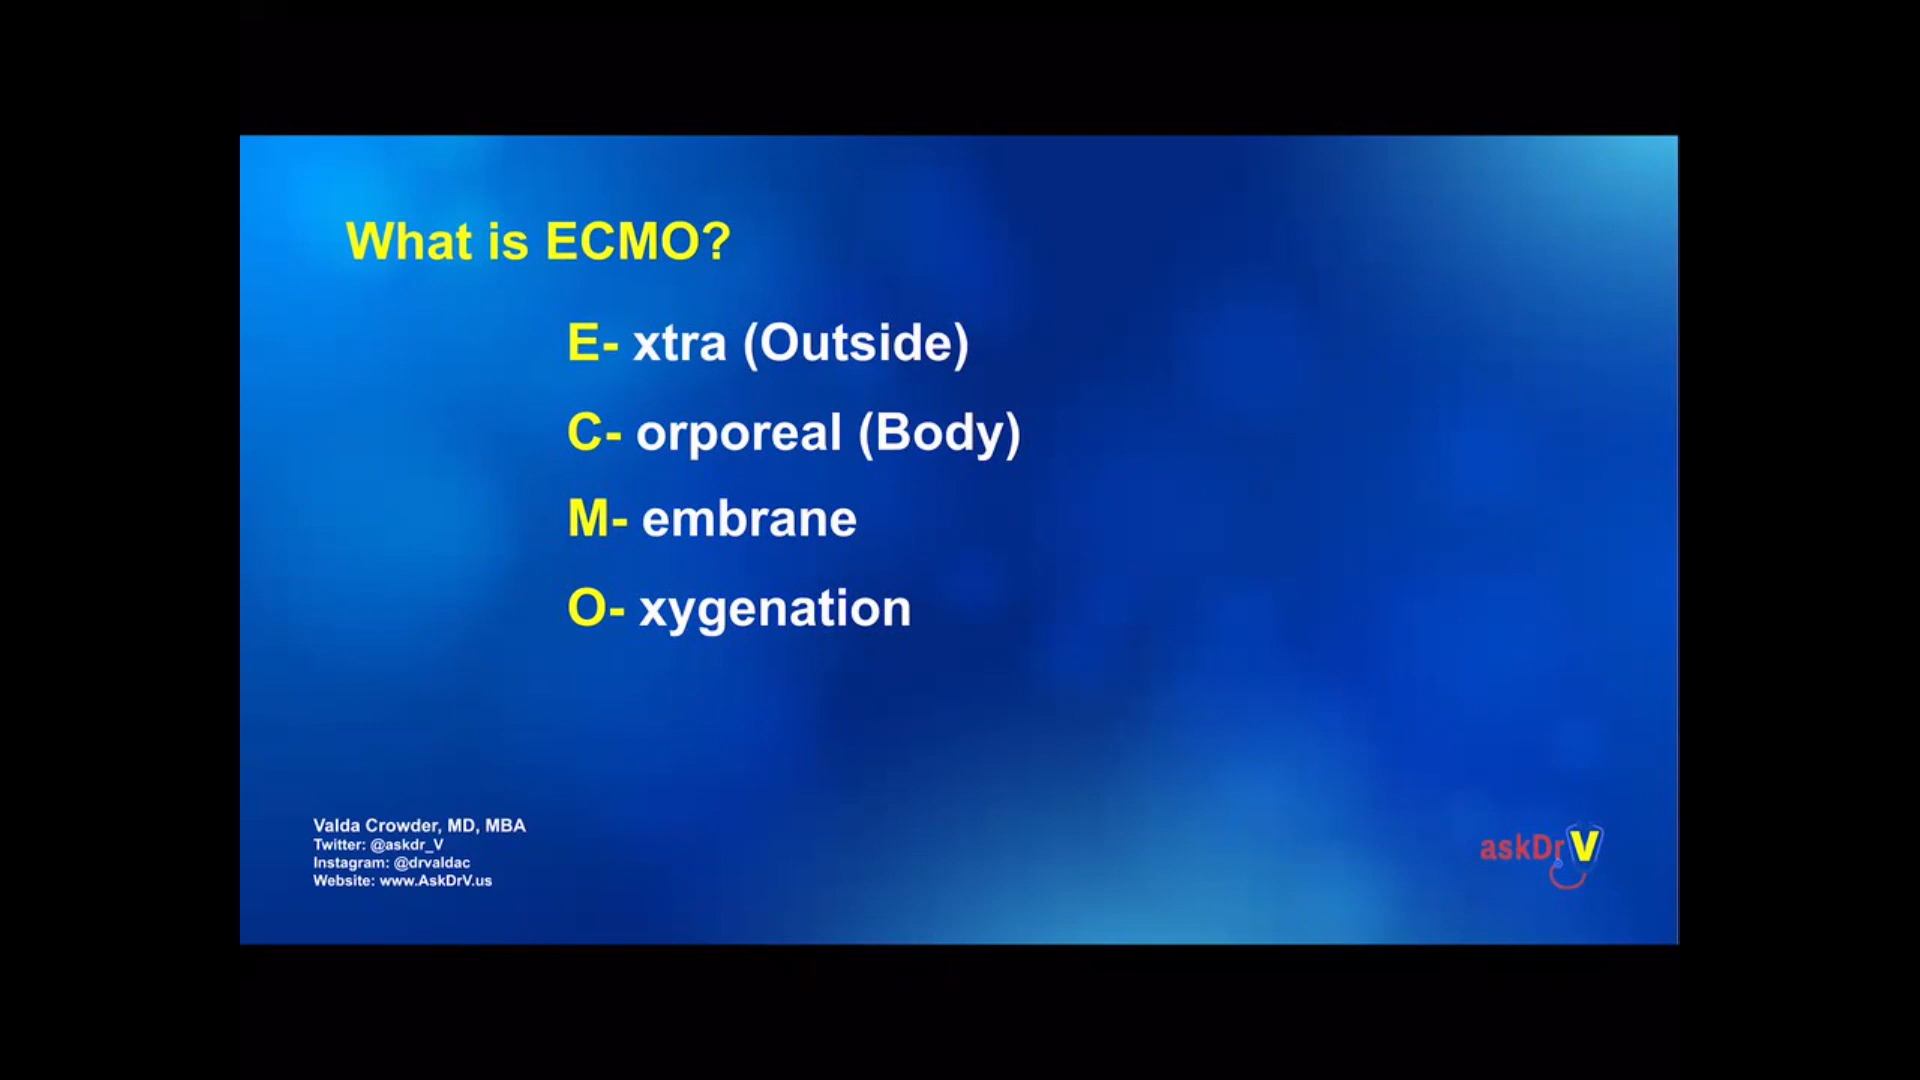 What is ECMO?
E- xtra (Outside)
C- orporeal (Body)
M- embrane
O- xygenation
Valda Crowder, MD, MBA
Twitter: @askdr_V
Instagram: @drvaldac
Website: www.AskDrV.us
askDrV